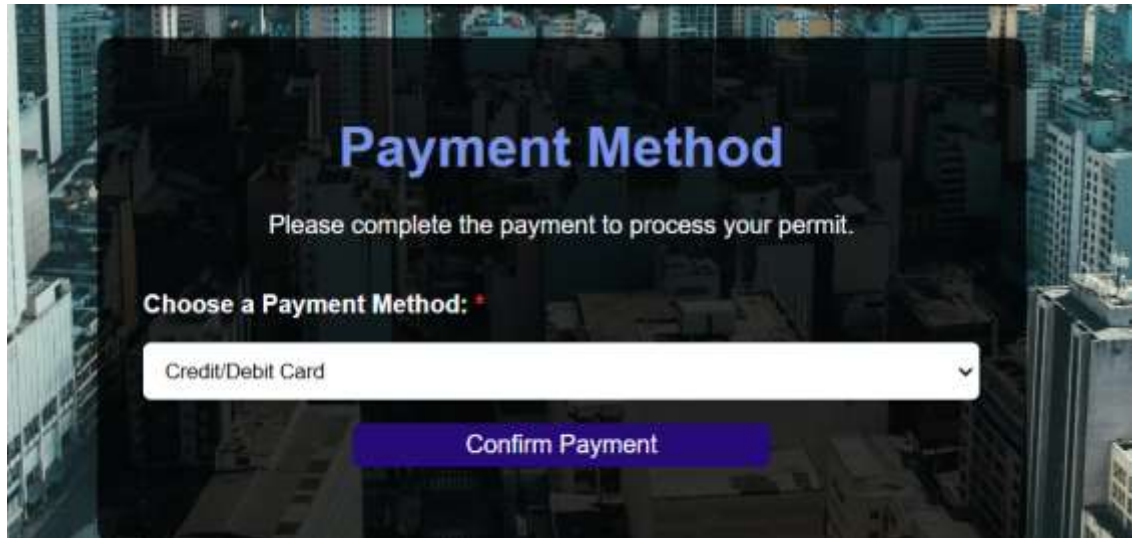 Payment Method
Please complete the payment to process your permit.
Choose a Payment Method: *
Credit/Debit Card
Confirm Payment